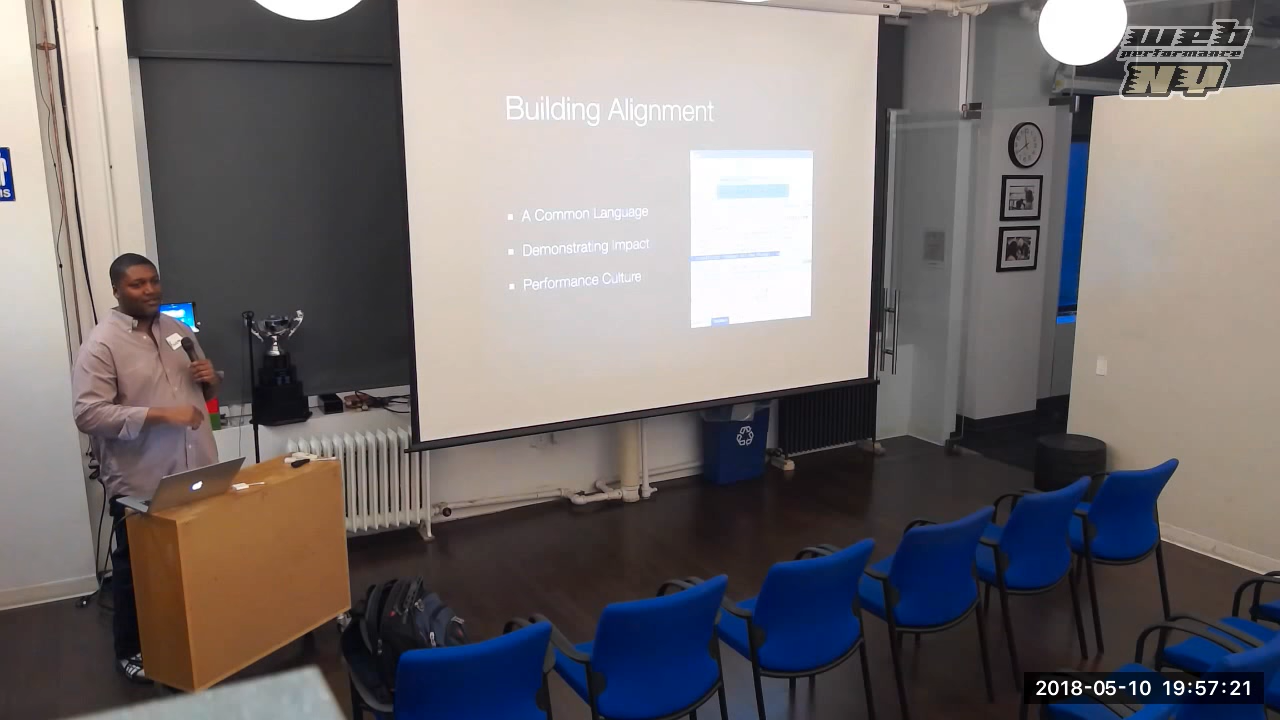 web
performance
NY
Building Alignment
A Common Language
Demonstrating Impact
Performance Culture
2018-05-10 19:57:21